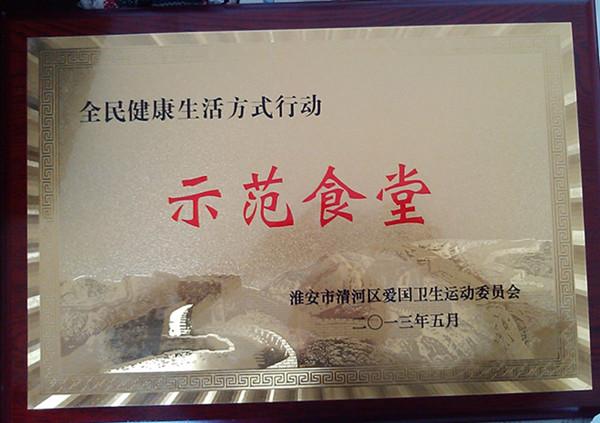 全民健康生活方式行动
示范食堂
淮安市清河区爱国卫生运动委员会
二〇一三年五月